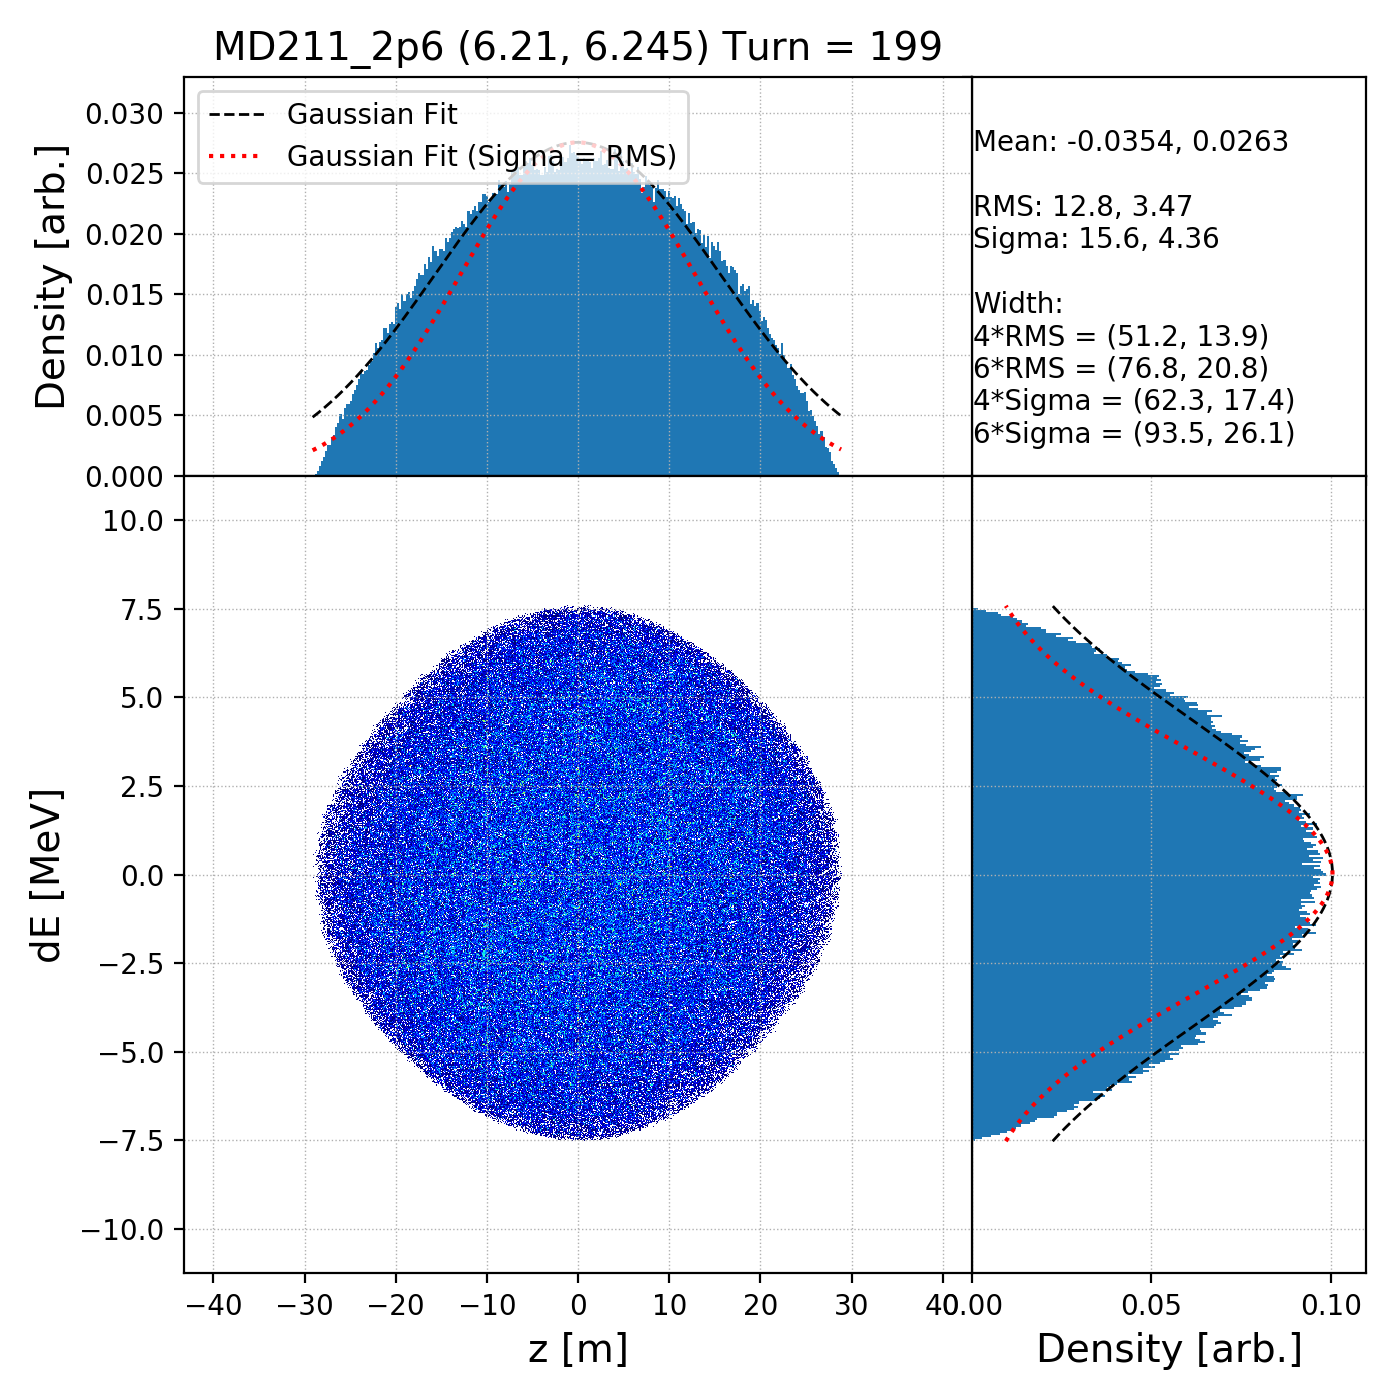 MD211_2p6 (6.21, 6.245) Turn = 199
Gaussian Fit
Gaussian Fit (Sigma = RMS)
Density [arb.]
0.030
0.025
0.020
0.015
0.010
0.005
0.000
Mean: -0.0354, 0.0263
RMS: 12.8, 3.47
Sigma: 15.6, 4.36
Width:
4*RMS = (51.2, 13.9)
6*RMS = (76.8, 20.8)
4*Sigma = (62.3, 17.4)
6*Sigma = (93.5, 26.1)
dE [MeV]
10.0
7.5
5.0
2.5
0.0
−2.5
−5.0
−7.5
−10.0
−40 −30 −20 −10 0 10 20 30 40
z [m]
0.00 0.05 0.10
Density [arb.]